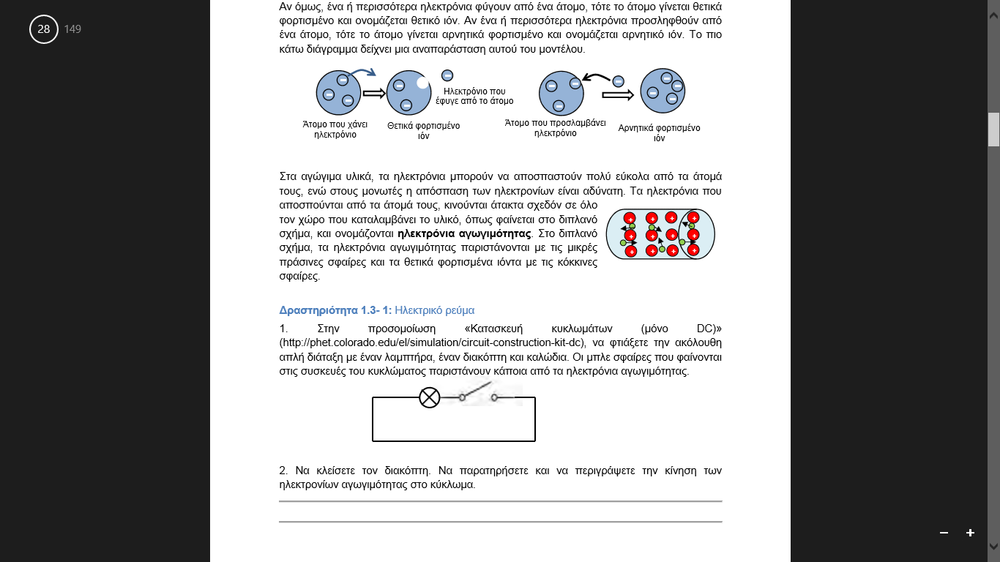 28 149
Αν όμως, ένα ή περισσότερα ηλεκτρόνια φύγουν από ένα άτομο, τότε το άτομο γίνεται θετικά
φορτισμένο και ονομάζεται θετικό ιόν. Αν ένα ή περισσότερα ηλεκτρόνια προσληφθούν από
ένα άτομο, τότε το άτομο γίνεται αρνητικά φορτισμένο και ονομάζεται αρνητικό ιόν. Το πιο
κάτω διάγραμμα δείχνει μια αναπαράσταση αυτού του μοντέλου.
Ηλεκτρόνιο που
έφυγε από το άτομο
Άτομο που χάνει
ηλεκτρόνιο
Θετικά φορτισμένο
ιόν
Άτομο που προσλαμβάνει
ηλεκτρόνιο
Αρνητικά φορτισμένο
ιόν
Στα αγώγιμα υλικά, τα ηλεκτρόνια μπορούν να αποσπαστούν πολύ εύκολα από τα άτομά
τους, ενώ στους μονωτές η απόσπαση των ηλεκτρονίων είναι αδύνατη. Τα ηλεκτρόνια που
αποσπούνται από τα άτομά τους, κινούνται άτακτα σχεδόν σε όλο
τον χώρο που καταλαμβάνει το υλικό, όπως φαίνεται στο διπλανό
σχήμα, και ονομάζονται ηλεκτρόνια αγωγιμότητας. Στο διπλανό
σχήμα, τα ηλεκτρόνια αγωγιμότητας παριστάνονται με τις μικρές
πράσινες σφαίρες και τα θετικά φορτισμένα ιόντα με τις κόκκινες
σφαίρες.
Δραστηριότητα 1.3- 1: Ηλεκτρικό ρεύμα
1. Στην προσομοίωση «Κατασκευή κυκλωμάτων (μόνο DC)»
(http://phet.colorado.edu/el/simulation/circuit-construction-kit-dc), να φτιάξετε την ακόλουθη
απλή διάταξη με έναν λαμπτήρα, έναν διακόπτη και καλώδια. Οι μπλε σφαίρες που φαίνονται
στις συσκευές του κυκλώματος παριστάνουν κάποια από τα ηλεκτρόνια αγωγιμότητας.
2. Να κλείσετε τον διακόπτη. Να παρατηρήσετε και να περιγράψετε την κίνηση των
ηλεκτρονίων αγωγιμότητας στο κύκλωμα.